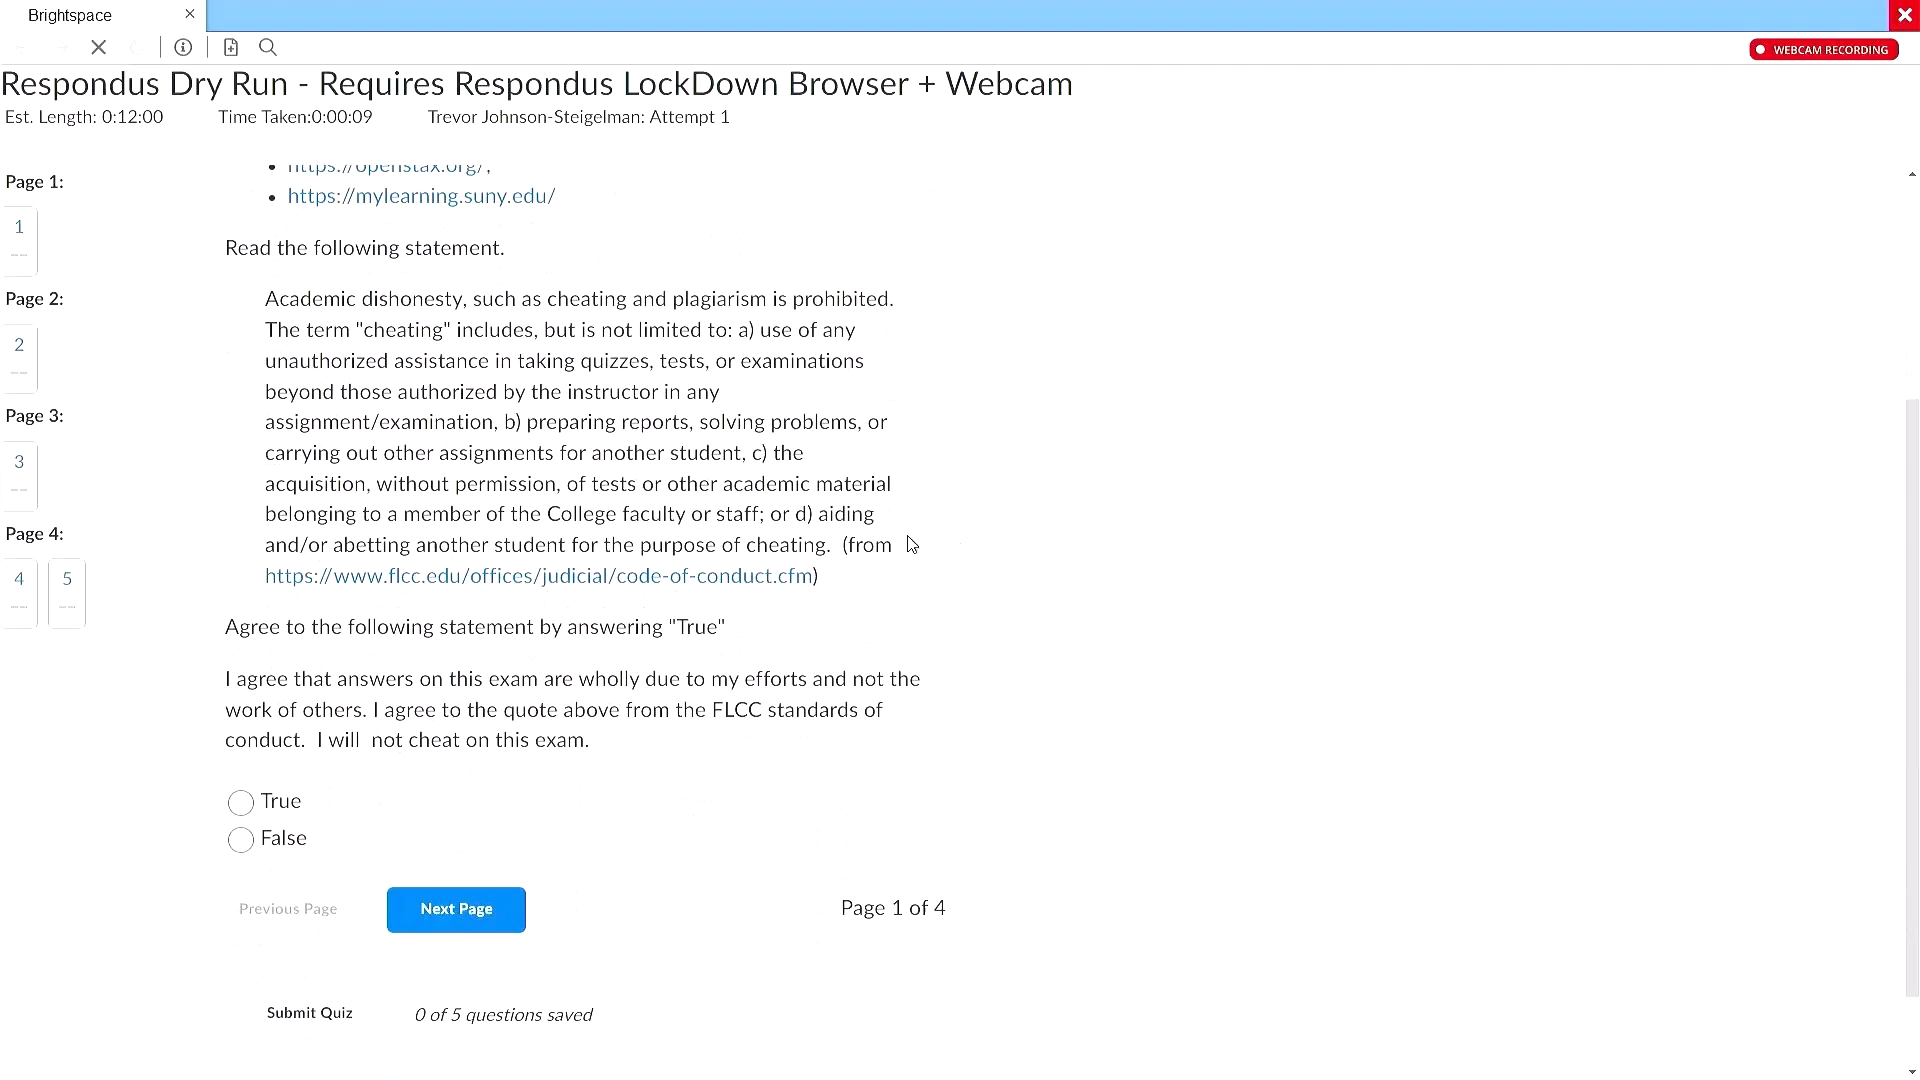 Brightspace
WEBCAM RECORDING
Respondus Dry Run - Requires Respondus LockDown Browser + Webcam
Est. Length: 0:12:00 Time Taken:0:00:09 Trevor Johnson-Steigelman: Attempt 1
Page 1:
1
--
Page 2:
2
--
Page 3:
3
--
Page 4:
4 5
-- --
• https://openstax.org/,
• https://mylearning.suny.edu/
Read the following statement.
Academic dishonesty, such as cheating and plagiarism is prohibited.
The term "cheating" includes, but is not limited to: a) use of any
unauthorized assistance in taking quizzes, tests, or examinations
beyond those authorized by the instructor in any
assignment/examination, b) preparing reports, solving problems, or
carrying out other assignments for another student, c) the
acquisition, without permission, of tests or other academic material
belonging to a member of the College faculty or staff; or d) aiding
and/or abetting another student for the purpose of cheating. (from
https://www.flcc.edu/offices/judicial/code-of-conduct.cfm)
Agree to the following statement by answering "True"
I agree that answers on this exam are wholly due to my efforts and not the
work of others. I agree to the quote above from the FLCC standards of
conduct. I will not cheat on this exam.
True
False
Previous Page Next Page Page 1 of 4
Submit Quiz 0 of 5 questions saved